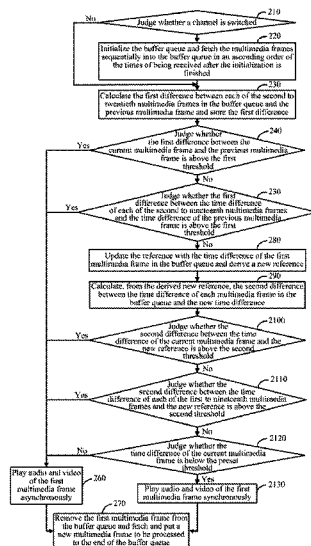 210
Judge whether a channel is switched
No
220
Initialize the buffer queue and fetch the multimedia frames
sequentially into the buffer queue in an ascending order of
the times of being received after the initialization is
finished
230
Calculate the first difference between each of the second to
twentieth multimedia frames in the buffer queue and the
previous multimedia frame and store the first difference
240
Judge whether
the first difference between the
current multimedia frame and the previous multimedia
frame is above the first
threshold
Yes
No
250
Judge whether the first
difference between the time difference
of each of the second to nineteenth multimedia frames
and the time difference of the previous multimedia
frame is above the first
threshold
Yes
No
280
Update the reference with the time difference of the first
multimedia frame in the buffer queue and derive a new reference
290
Calculate, from the derived new reference, the second difference
between the time difference of each multimedia frame in the
buffer queue and the new time difference
2100
Judge whether the
second difference between the time
difference of the current multimedia frame and the
new reference is above the second
threshold
Yes
No
2110
Judge whether the
second difference between the time
difference of each of the first to nineteenth multimedia
frames and the new reference is above the
second threshold
Yes
No
2120
Judge whether the
time difference of the current multimedia
frame is below the preset
threshold
No
Yes
Play audio and video
of the first
multimedia frame
asynchronously
260
Play audio and video of the first
multimedia frame synchronously
2130
270
Remove the first multimedia frame from
the buffer queue and fetch and put a
new multimedia frame to be processed
to the end of the buffer queue